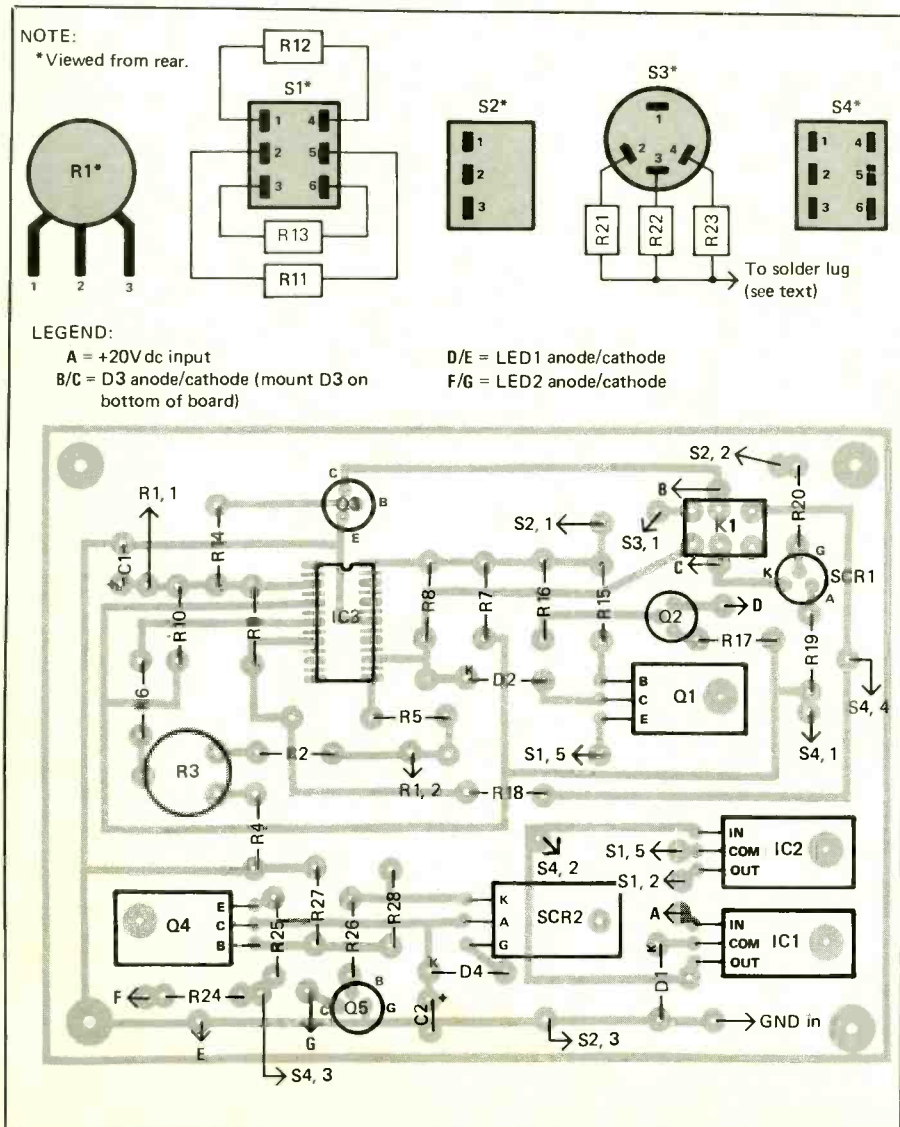 NOTE:
*Viewed from rear.
R12
S1*
1 4
2 5
3 6
R13
R11
R1*
1 2 3
S2*
1
2
3
S3*
1
2 3 4
R21 R22 R23
To solder lug
(see text)
S4*
1 4
2 5
3 6
LEGEND:
A = +20V dc input
B/C = D3 anode/cathode (mount D3 on
bottom of board)
D/E = LED1 anode/cathode
F/G = LED2 anode/cathode
R1, 1
C1
+
R14
C
Q3
B
E
S2, 2
R20
B
K1
S3, 1
C
G
K
SCR1
A
S2, 1
R10
IC3
R8
R7
R16
R15
Q2
D
R17
R19
S4, 4
S4, 1
R5
K
D2
B
C
E
Q1
S1, 5
R3
R2
R1, 2
R18
R4
S4, 2
S1, 5
S1, 2
IN
COM
OUT
IC2
A
IN
COM
OUT
IC1
K
D1
E
C
B
Q4
R25
R27
R26
R28
K
A
G
SCR2
K
D4
F
R24
E
S4, 3
G
C
Q5
B
G
C2
+
S2, 3
GND in